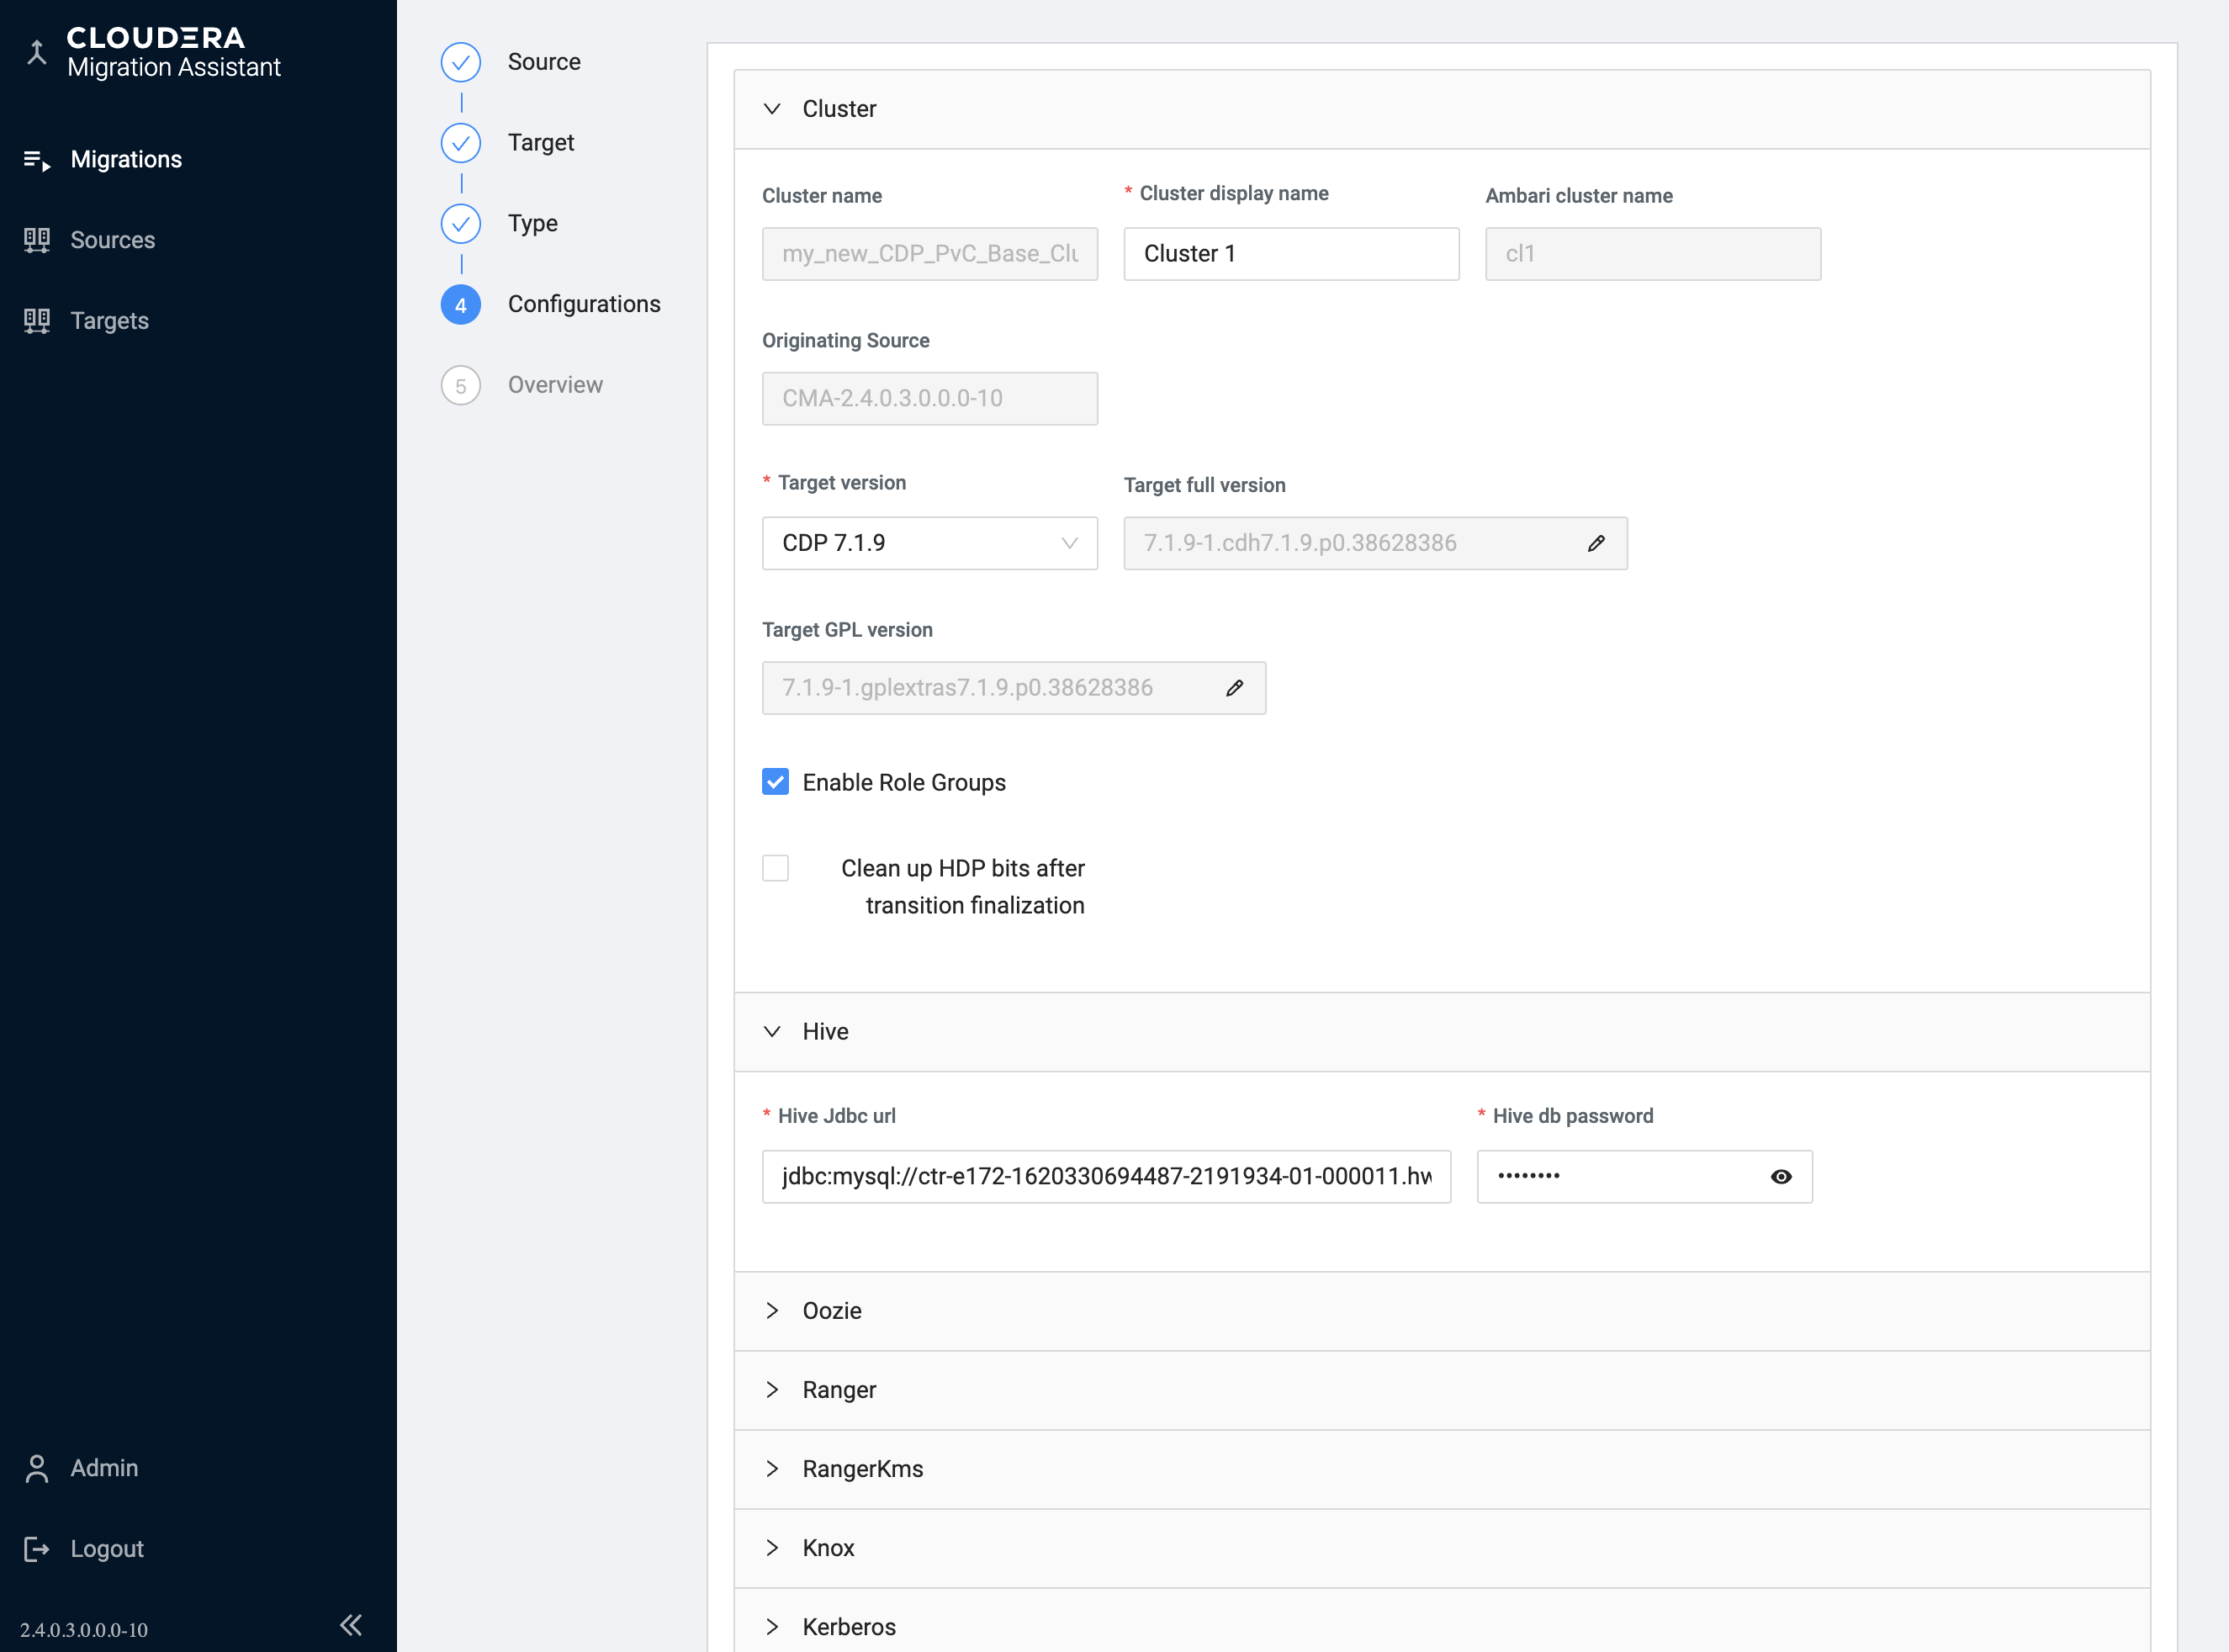 CLOUDERA
Migration Assistant
Migrations
Sources
Targets
Admin
Logout
2.4.0.3.0.0.0-10
Source
Target
Type
4 Configurations
5 Overview
Cluster
Cluster name
my_new_CDP_PvC_Base_Clu
* Cluster display name
Cluster 1
Ambari cluster name
cl1
Originating Source
CMA-2.4.0.3.0.0.0-10
* Target version
CDP 7.1.9
Target full version
7.1.9-1.cdh7.1.9.p0.38628386
Target GPL version
7.1.9-1.gplextras7.1.9.p0.38628386
Enable Role Groups
Clean up HDP bits after
transition finalization
Hive
* Hive Jdbc url
jdbc:mysql://ctr-e172-1620330694487-2191934-01-000011.hw
* Hive db password
••••••••
Oozie
Ranger
RangerKms
Knox
Kerberos